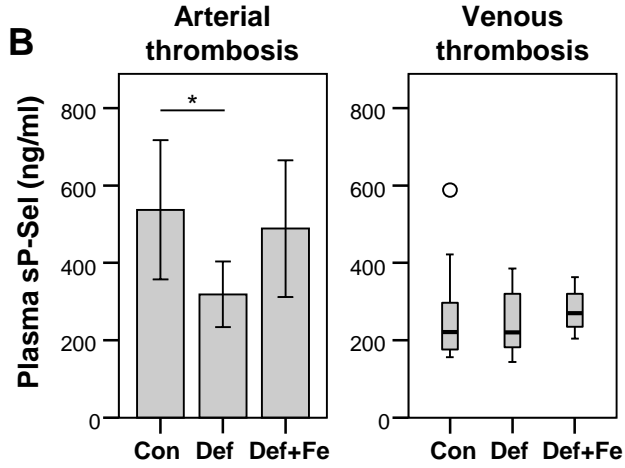 B
Arterial
thrombosis
Venous
thrombosis
Plasma sP-Sel (ng/ml)
800
600
400
200
0
*
Con Def Def+Fe
800
600
400
200
0
Con Def Def+Fe